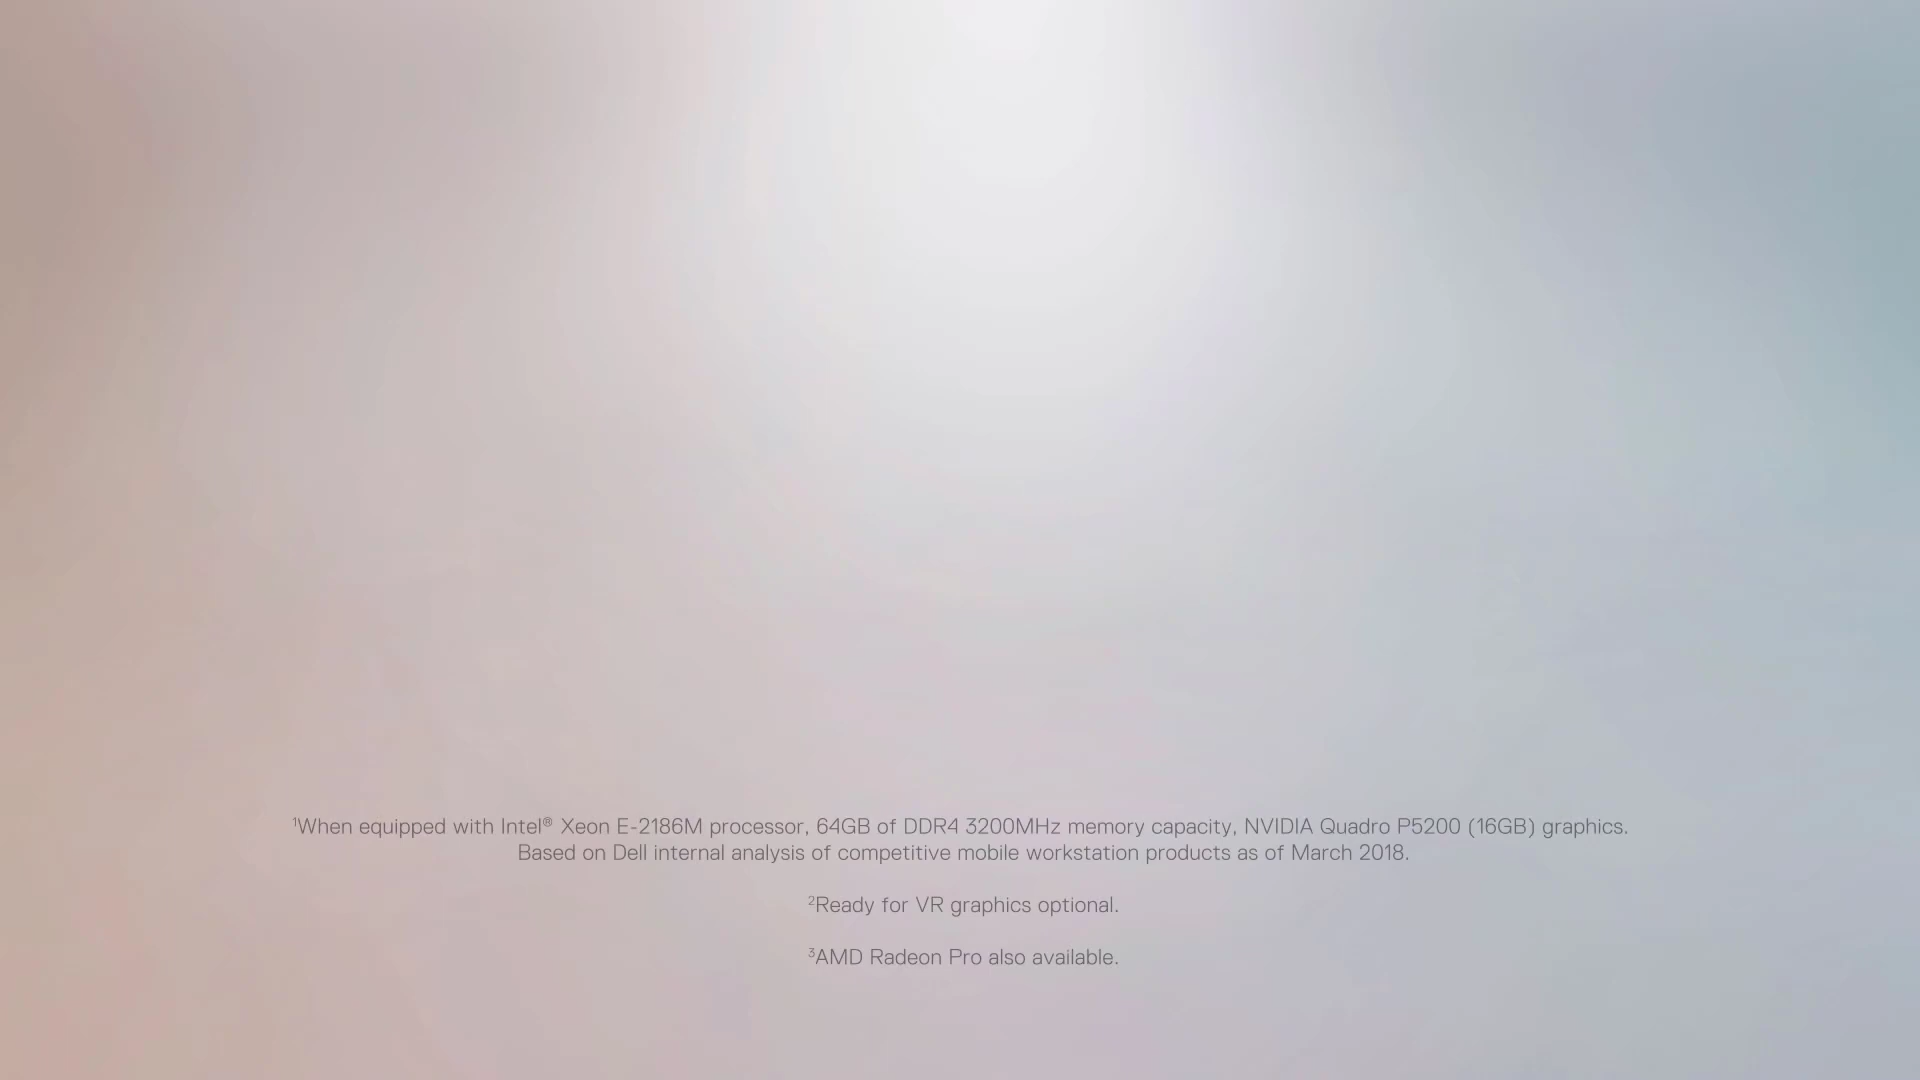 ¹When equipped with Intel® Xeon E-2186M processor, 64GB of DDR4 3200MHz memory capacity, NVIDIA Quadro P5200 (16GB) graphics.
Based on Dell internal analysis of competitive mobile workstation products as of March 2018.
²Ready for VR graphics optional.
³AMD Radeon Pro also available.